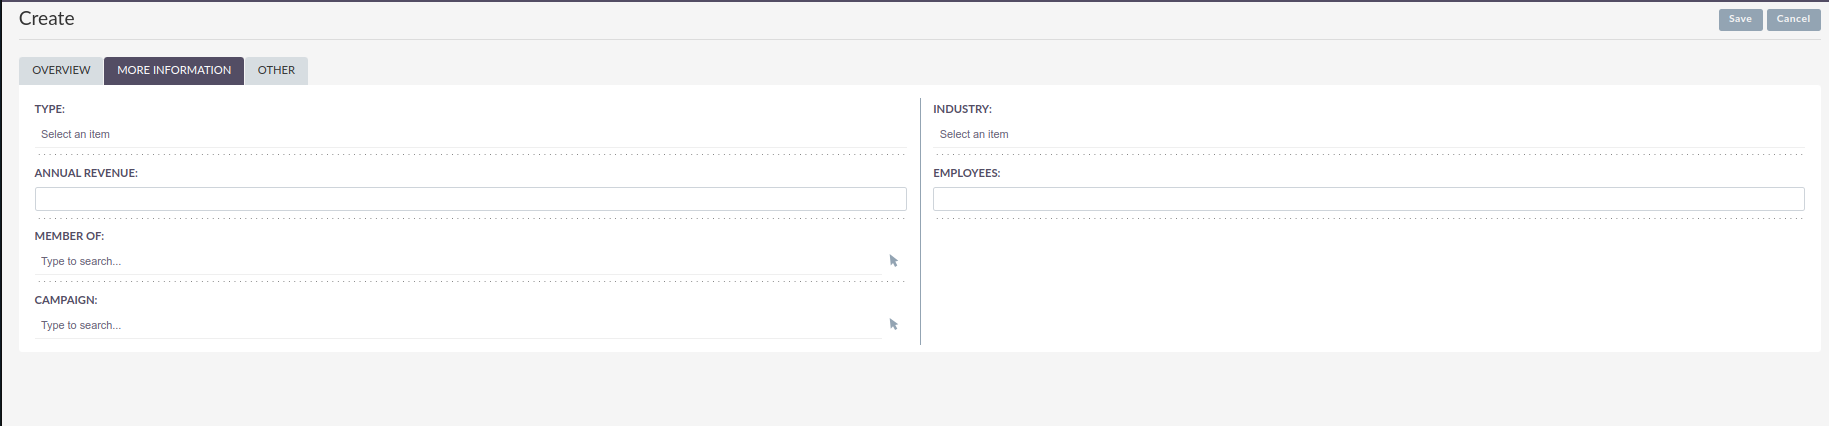 Create
Save Cancel
OVERVIEW MORE INFORMATION OTHER
TYPE: INDUSTRY:
Select an item Select an item
ANNUAL REVENUE: EMPLOYEES:
MEMBER OF:
Type to search...
CAMPAIGN:
Type to search...